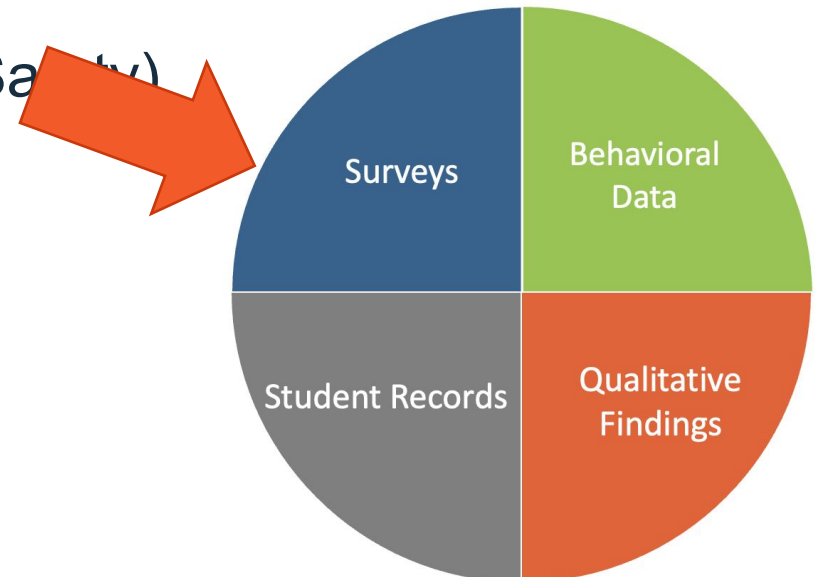 Surveys
Behavioral
Data
Student Records
Qualitative
Findings